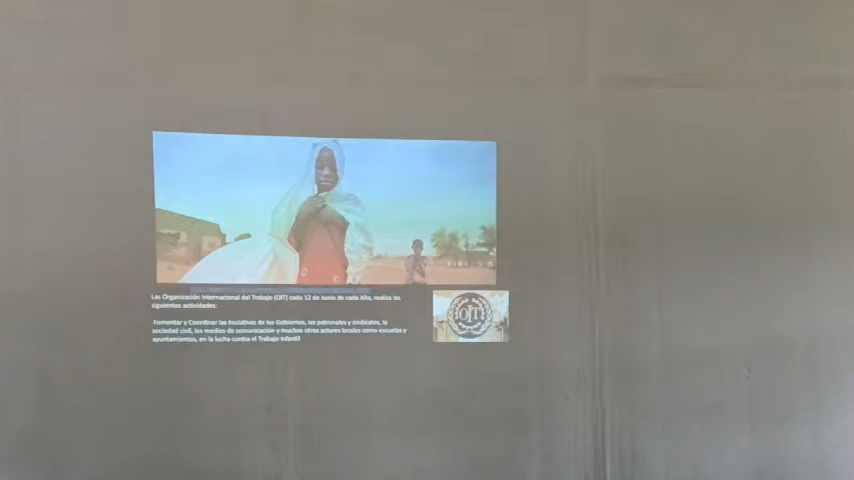 Las Organización Internacional del Trabajo (OIT) cada 12 de Junio de cada Año, realiza las
siguientes actividades:
Fomentar y Coordinar las Iniciativas de los Gobiernos, las patronales y sindicatos, la
sociedad civil, los medios de comunicación y muchos otros actores locales como escuelas y
ayuntamientos, en la lucha contra el Trabajo Infantil
OIT